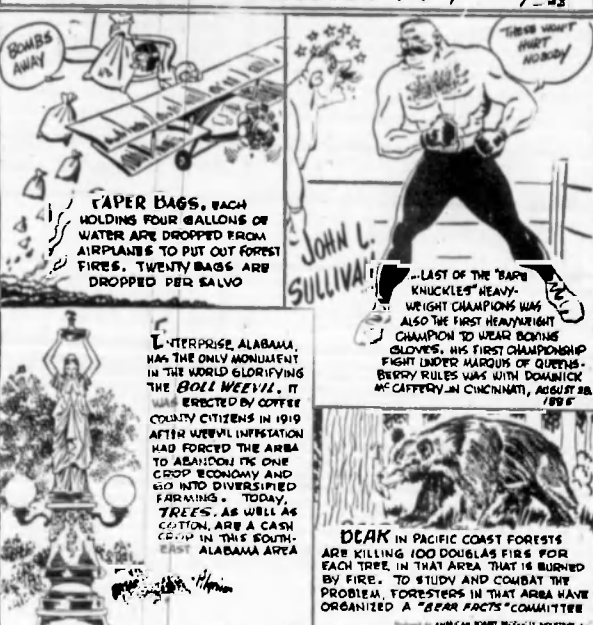 BOMBS
AWAY
PAPER BAGS, EACH
HOLDING FOUR GALLONS OF
WATER ARE DROPPED FROM
AIRPLANES TO PUT OUT FOREST
FIRES. TWENTY BAGS ARE
DROPPED PER SALVO
THESE WON'T
HURT
NOBODY
JOHN L.
SULLIVAN
...LAST OF THE "BARE
KNUCKLES" HEAVY-
WEIGHT CHAMPIONS WAS
ALSO THE FIRST HEAVYWEIGHT
CHAMPION TO WEAR BOXING
GLOVES. HIS FIRST CHAMPIONSHIP
FIGHT UNDER MARQUIS OF QUEENS-
BERRY RULES WAS WITH DOMINICK
McCAFFERY IN CINCINNATI, AUGUST 28
1885
ENTERPRISE, ALABAMA,
HAS THE ONLY MONUMENT
IN THE WORLD GLORIFYING
THE BOLL WEEVIL. IT
WAS ERECTED BY COFFEE
COUNTY CITIZENS IN 1919
AFTER WEEVIL INFESTATION
HAD FORCED THE AREA
TO ABANDON ITS ONE
CROP ECONOMY AND
GO INTO DIVERSIFIED
FARMING. TODAY,
TREES, AS WELL AS
COTTON, ARE A CASH
CROP IN THIS SOUTH-
EAST ALABAMA AREA
BEAR IN PACIFIC COAST FORESTS
ARE KILLING 100 DOUGLAS FIRS FOR
EACH TREE IN THAT AREA THAT IS BURNED
BY FIRE. TO STUDY AND COMBAT THE
PROBLEM, FORESTERS IN THAT AREA HAVE
ORGANIZED A "BEAR FACTS" COMMITTEE
AMERICAN FOREST PRODUCTS INDUSTRIES